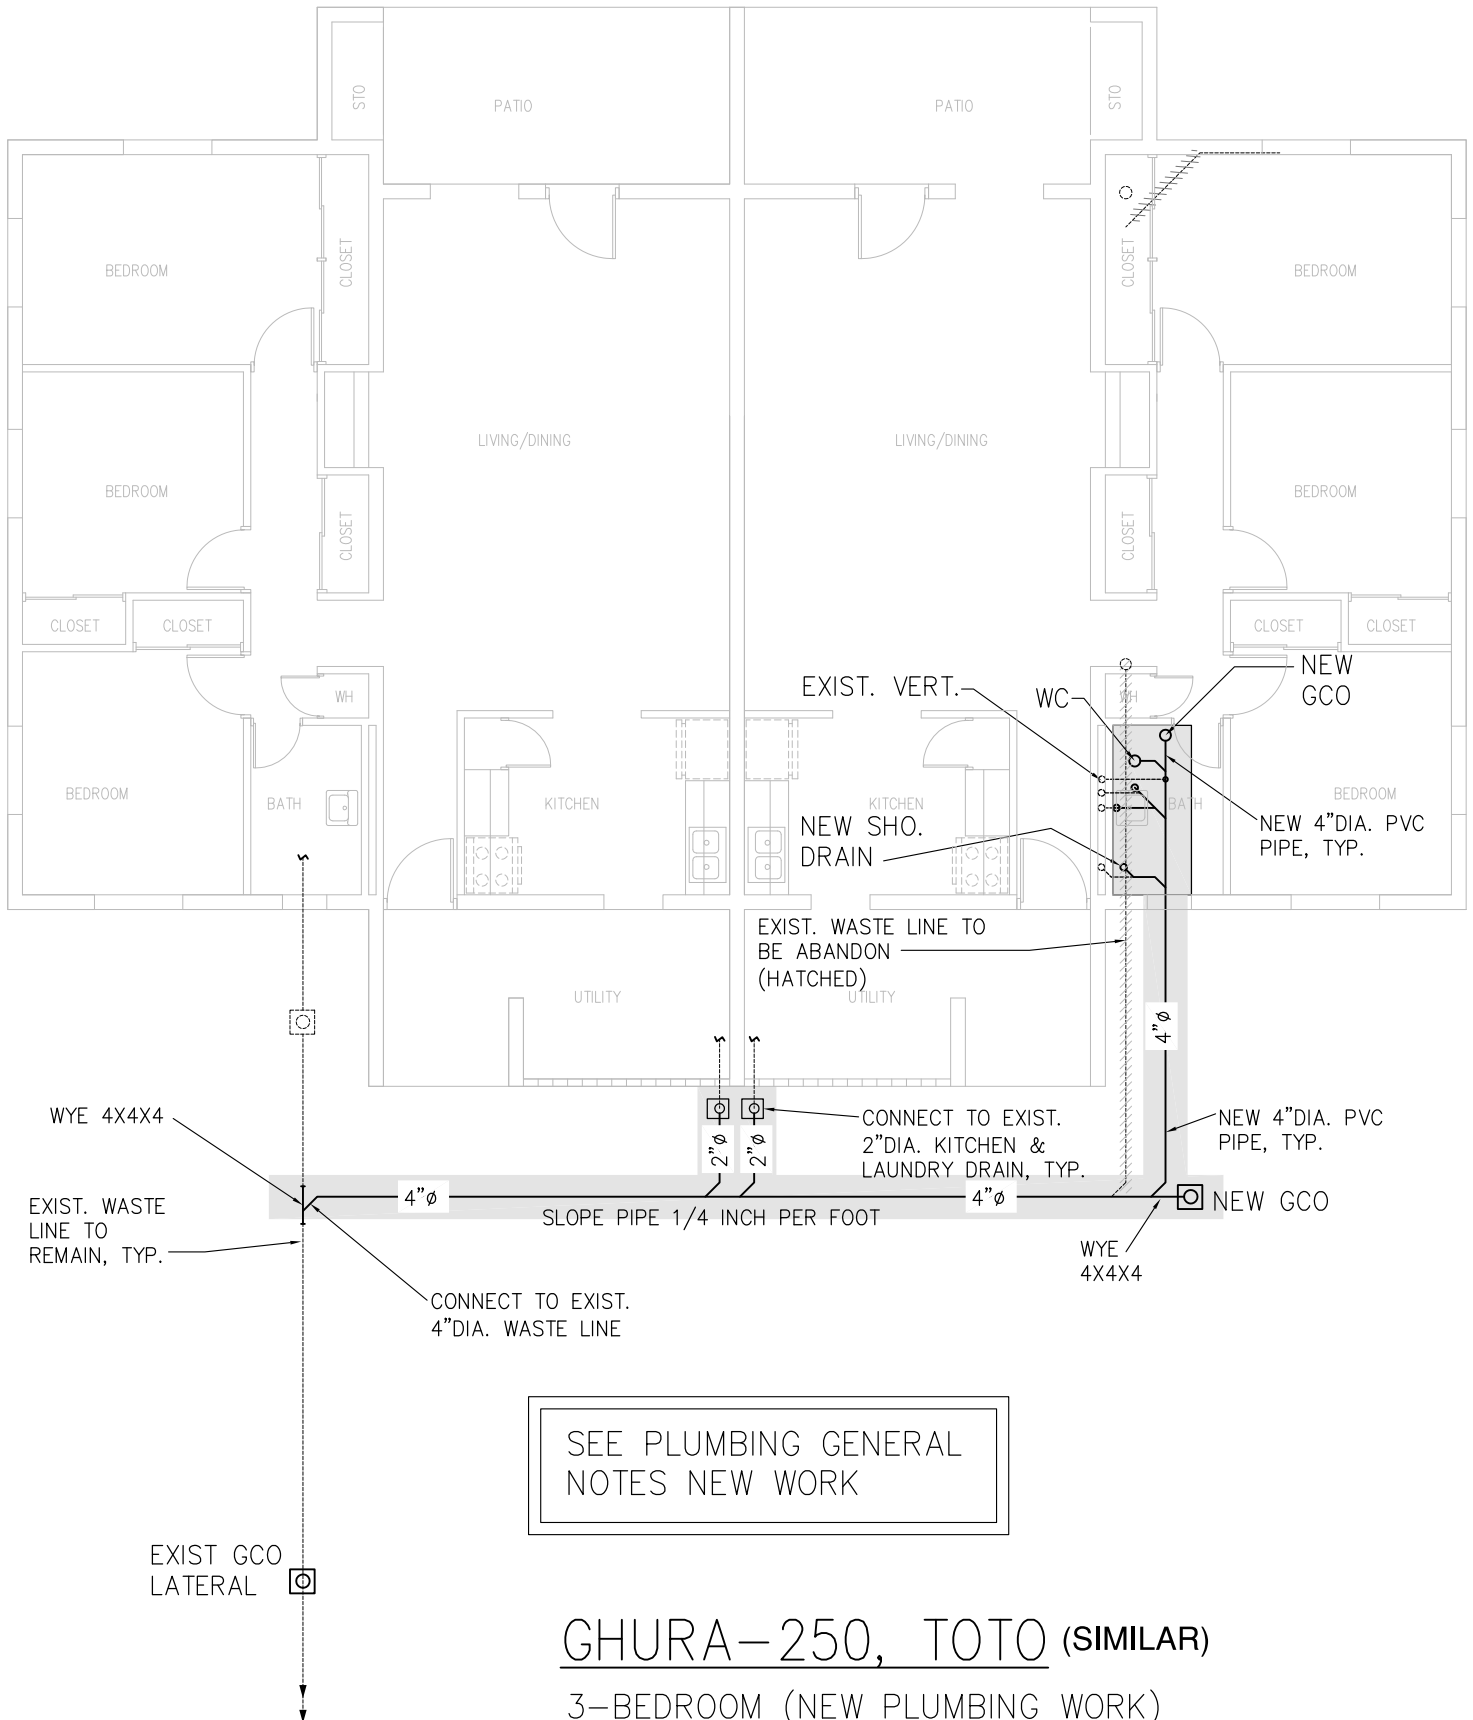 STO
PATIO
PATIO
STO
BEDROOM
CLOSET
CLOSET
BEDROOM
LIVING/DINING
LIVING/DINING
BEDROOM
CLOSET
CLOSET
BEDROOM
CLOSET
CLOSET
CLOSET
CLOSET
WH
EXIST. VERT.
WC
WH
NEW
GCO
BEDROOM
BATH
KITCHEN
KITCHEN
BATH
BEDROOM
NEW SHO.
DRAIN
NEW 4"DIA. PVC
PIPE, TYP.
EXIST. WASTE LINE TO
BE ABANDON
(HATCHED)
UTILITY
UTILITY
4"ø
WYE 4X4X4
2"ø
2"ø
CONNECT TO EXIST.
2"DIA. KITCHEN &
LAUNDRY DRAIN, TYP.
NEW 4"DIA. PVC
PIPE, TYP.
EXIST. WASTE
LINE TO
REMAIN, TYP.
4"ø
4"ø
NEW GCO
SLOPE PIPE 1/4 INCH PER FOOT
WYE
4X4X4
CONNECT TO EXIST.
4"DIA. WASTE LINE
SEE PLUMBING GENERAL
NOTES NEW WORK
EXIST GCO
LATERAL
GHURA-250, TOTO (SIMILAR)
3-BEDROOM (NEW PLUMBING WORK)